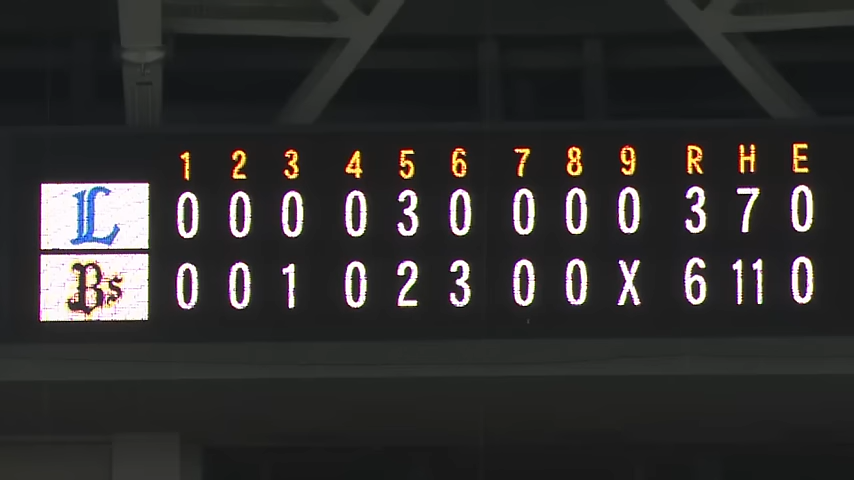 1 2 3 4 5 6 7 8 9 R H E
L 0 0 0 0 3 0 0 0 0 3 7 0
Bs 0 0 1 0 2 3 0 0 X 6 11 0